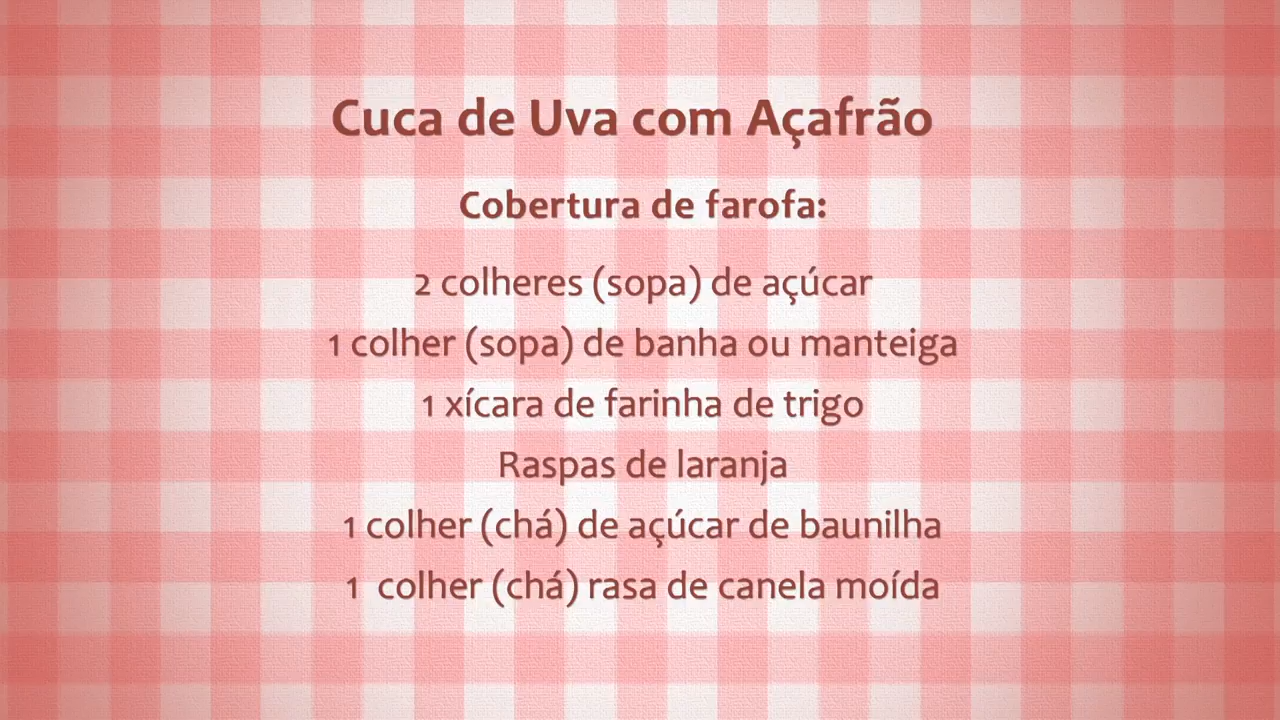 Cuca de Uva com Açafrão
Cobertura de farofa:
2 colheres (sopa) de açúcar
1 colher (sopa) de banha ou manteiga
1 xícara de farinha de trigo
Raspas de laranja
1 colher (chá) de açúcar de baunilha
1 colher (chá) rasa de canela moída